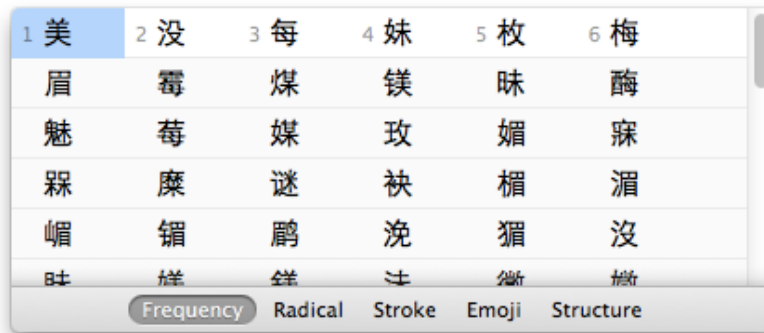 1 美 2 没 3 每 4 妹 5 枚 6 梅
眉 霉 煤 镁 昧 酶
魅 莓 媒 玫 媚 寐
槑 糜 谜 袂 楣 湄
嵋 镅 鹛 浼 猸 沒
Frequency Radical Stroke Emoji Structure